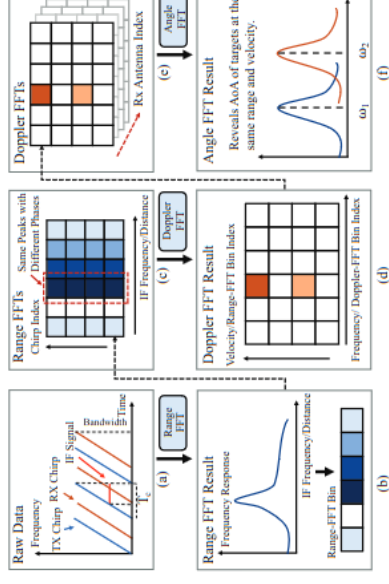 Raw Data
Frequency
TX Chirp
RX Chirp
IF Signal
Bandwidth
Time
T_c
(a)
Range
FFT
Range FFT Result
Frequency Response
IF Frequency/Distance
Range-FFT Bin
(b)
Range FFTs
Same Peaks with
Different Phases
Chirp Index
IF Frequency/Distance
(c)
Doppler
FFT
Doppler FFT Result
Velocity/Range-FFT Bin Index
Frequency/ Doppler-FFT Bin Index
(d)
Doppler FFTs
Rx Antenna Index
(e)
Angle
FFT
Angle FFT Result
Reveals AoA of targets at the
same range and velocity.
ω₁
ω₂
(f)